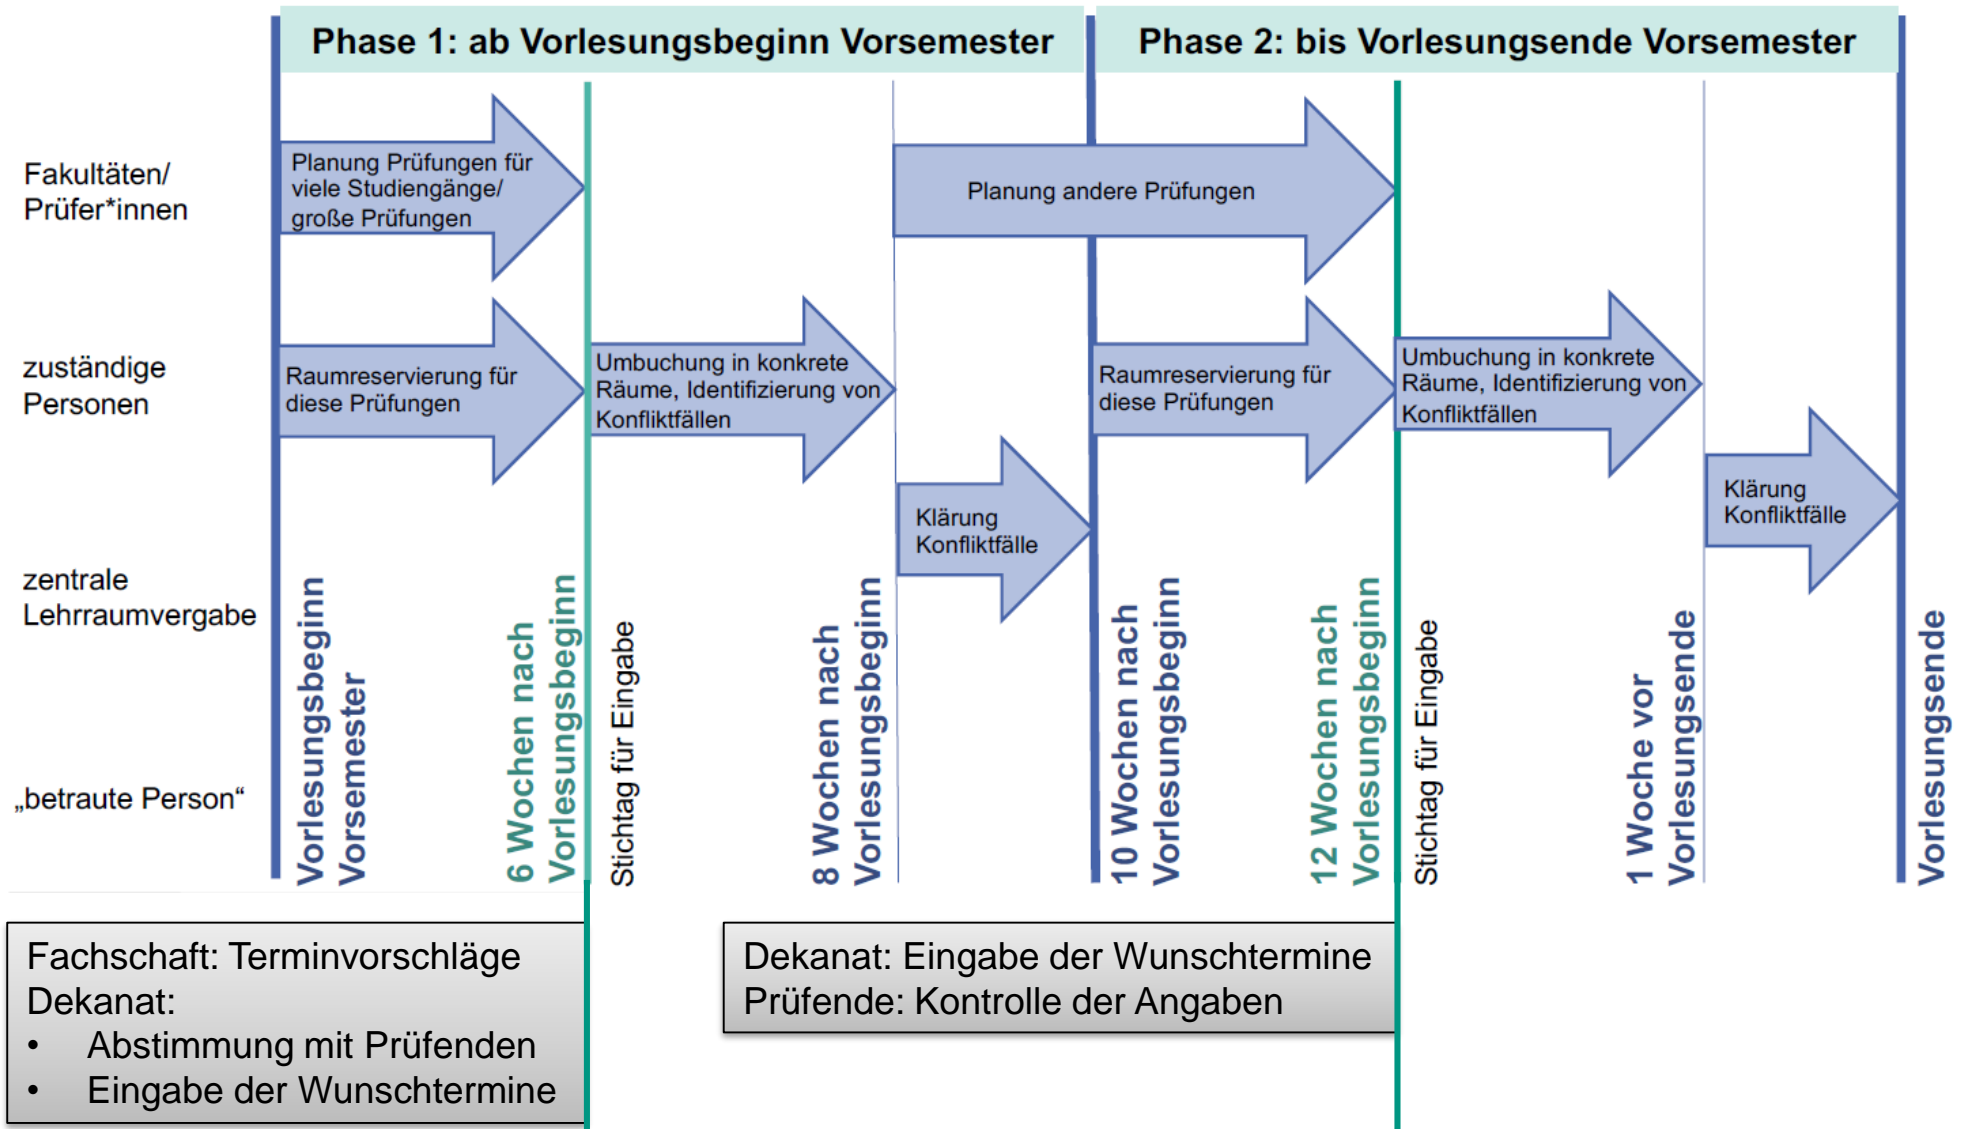 Phase 1: ab Vorlesungsbeginn Vorsemester
Phase 2: bis Vorlesungsende Vorsemester
Fakultäten/
Prüfer*innen
Planung Prüfungen für
viele Studiengänge/
große Prüfungen
Planung andere Prüfungen
zuständige
Personen
Raumreservierung für
diese Prüfungen
Umbuchung in konkrete
Räume, Identifizierung von
Konfliktfällen
Raumreservierung für
diese Prüfungen
Umbuchung in konkrete
Räume, Identifizierung von
Konfliktfällen
Klärung
Konfliktfälle
Klärung
Konfliktfälle
zentrale
Lehrraumvergabe
„betraute Person“
Vorlesungsbeginn
Vorsemester
6 Wochen nach
Vorlesungsbeginn
Stichtag für Eingabe
8 Wochen nach
Vorlesungsbeginn
10 Wochen nach
Vorlesungsbeginn
12 Wochen nach
Vorlesungsbeginn
Stichtag für Eingabe
1 Woche vor
Vorlesungsende
Vorlesungsende
Fachschaft: Terminvorschläge
Dekanat:
• Abstimmung mit Prüfenden
• Eingabe der Wunschtermine
Dekanat: Eingabe der Wunschtermine
Prüfende: Kontrolle der Angaben